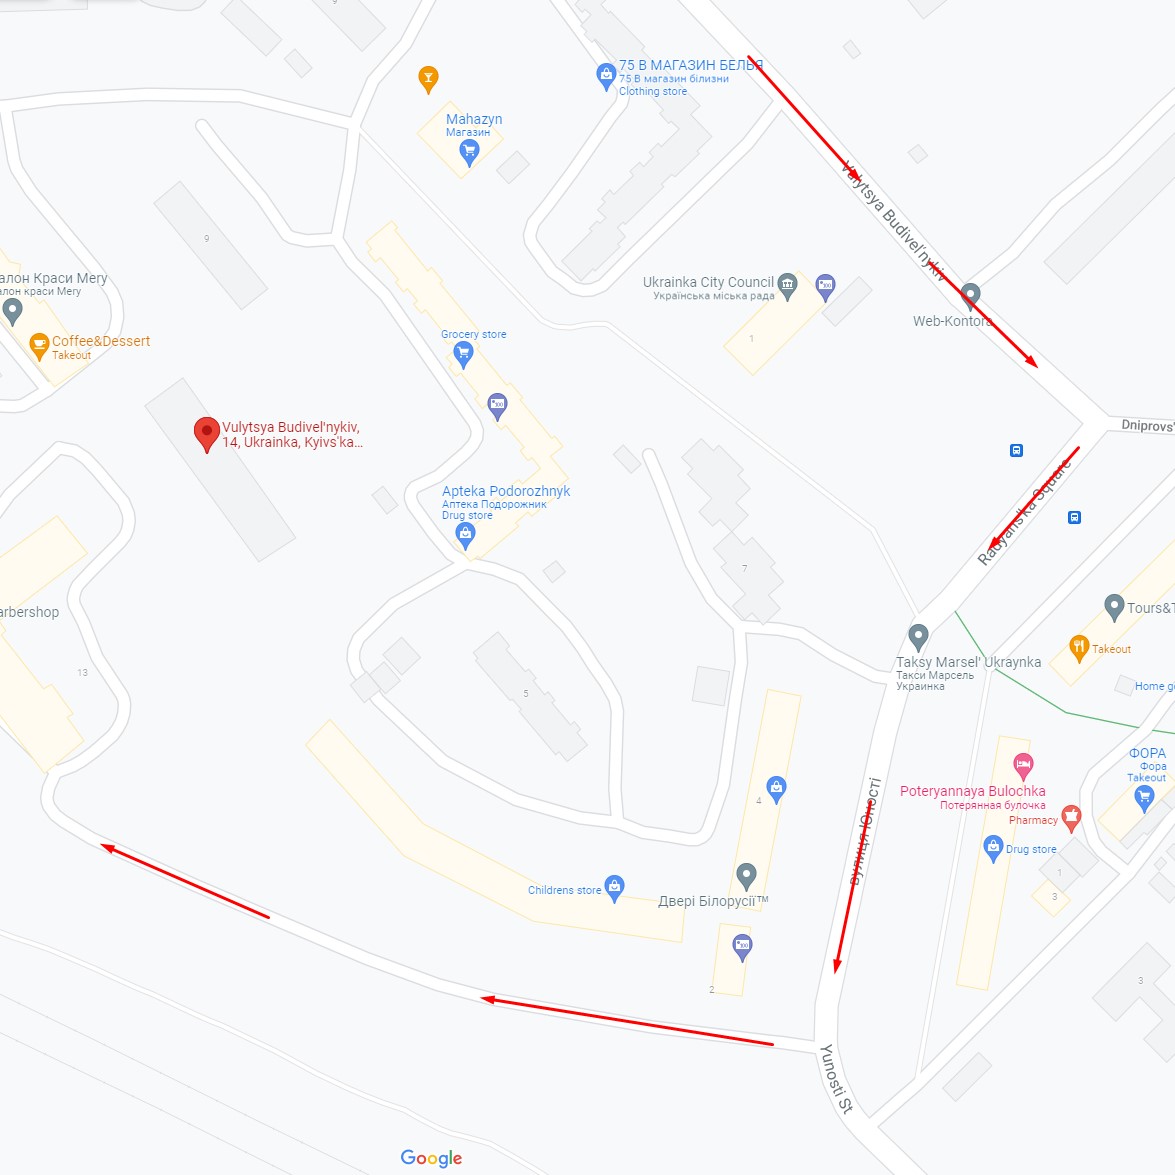 75 В МАГАЗИН БЕЛЬЯ
75 В магазин білизни
Clothing store
Mahazyn
Магазин
Vulytsya Budivel'nykiv
9
9
алон Краси Mery
алон краси Mery
Ukrainka City Council
Українська міська рада
Web-Kontora
Coffee&Dessert
Takeout
Grocery store
1
Vulytsya Budivel'nykiv,
14, Ukrainka, Kyivs'ka...
Dniprovs'
Radyans'ka Square
Apteka Podorozhnyk
Аптека Подорожник
Drug store
7
arbershop
Tours&T
Taksy Marsel' Ukraynka
Такси Марсель
Украинка
Takeout
13
5
Home g
ФОРА
Фора
Takeout
Poteryannaya Bulochka
Потерянная булочка
Pharmacy
4
вулиця Юності
Drug store
1
3
Childrens store
Двері Білорусії™
2
3
Yunosti St
Google